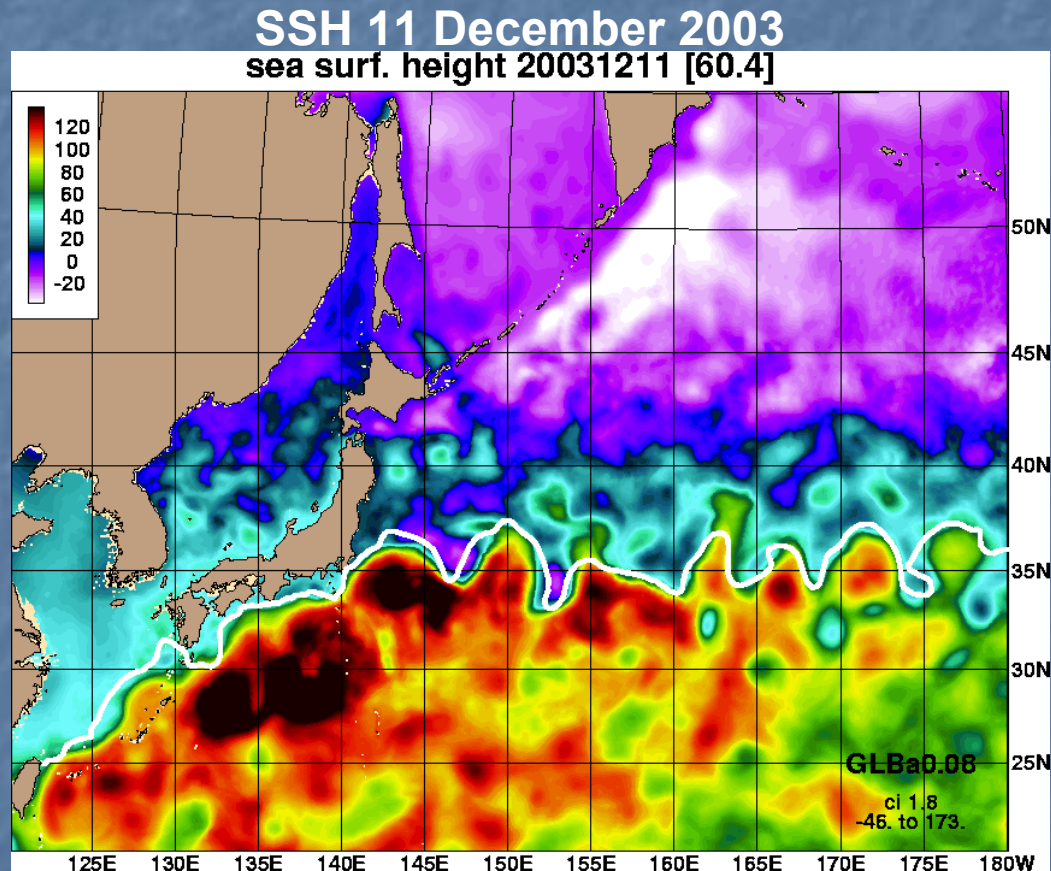 SSH 11 December 2003
sea surf. height 20031211 [60.4]
120
100
80
60
40
20
0
-20
50N
45N
40N
35N
30N
25N
GLBa0.08
ci 1.8
-46. to 173.
125E 130E 135E 140E 145E 150E 155E 160E 165E 170E 175E 180W